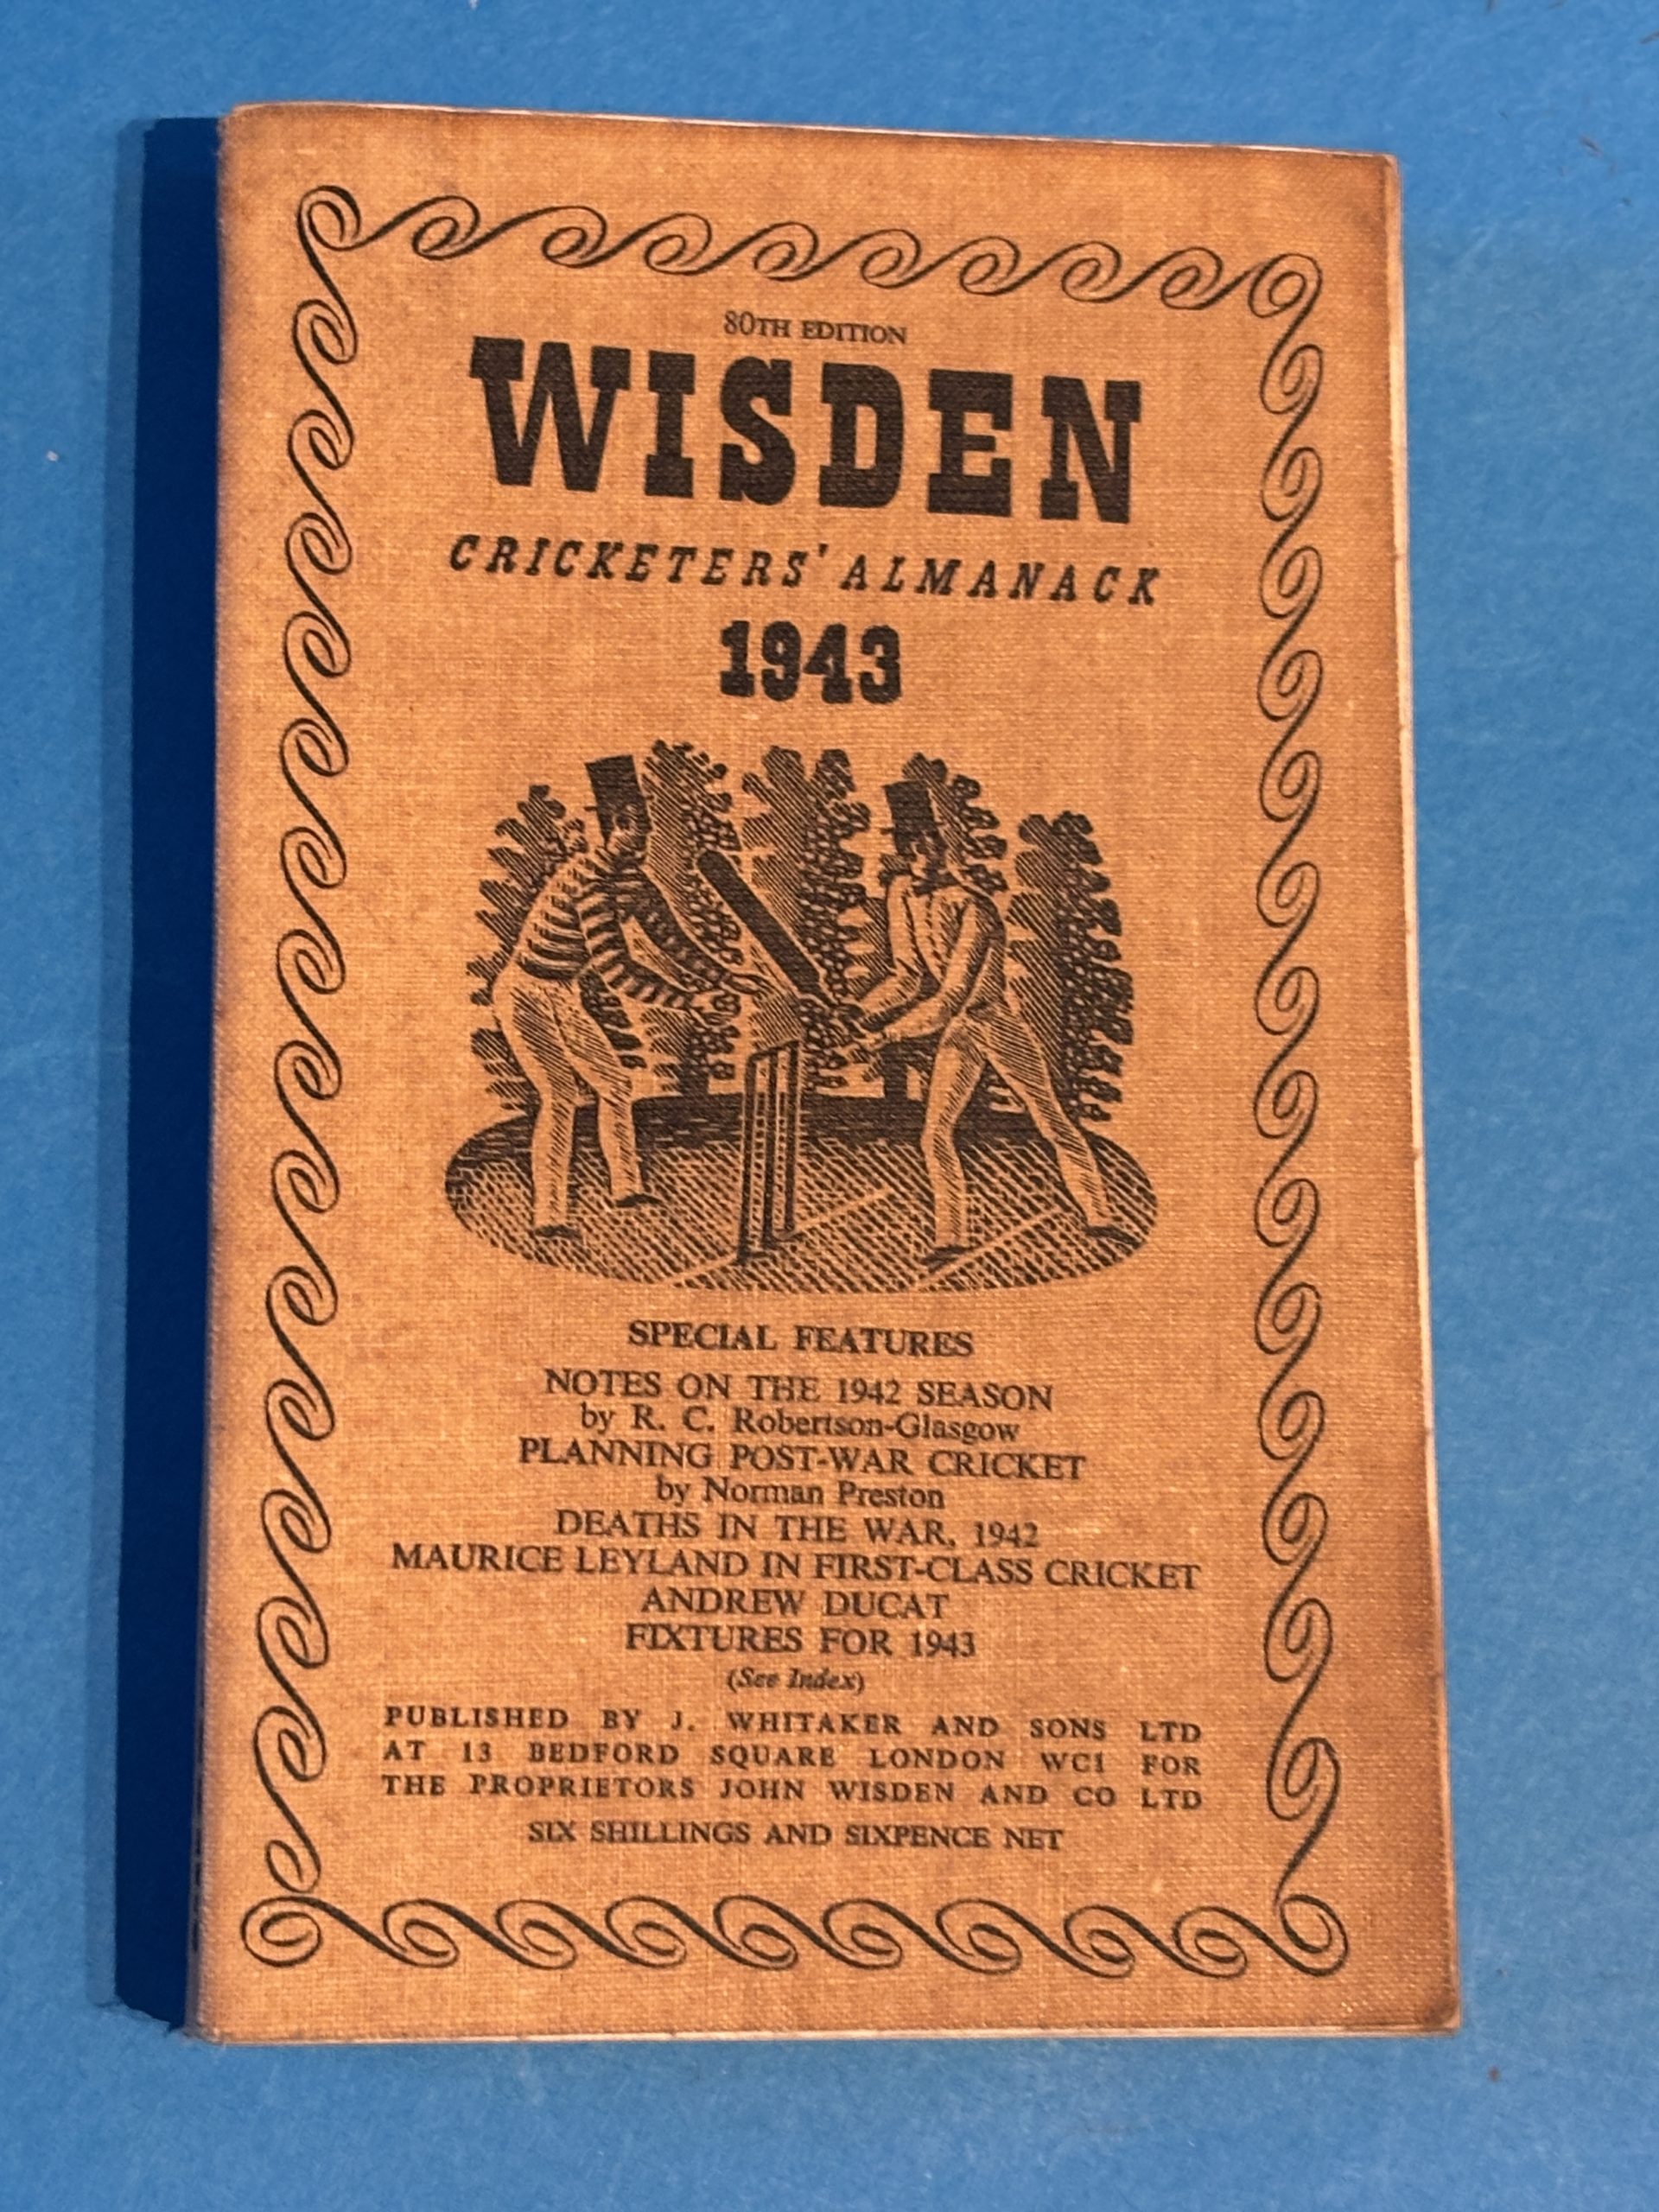 80TH EDITION
WISDEN
CRICKETERS' ALMANACK
1943
SPECIAL FEATURES
NOTES ON THE 1942 SEASON
by R. C. Robertson-Glasgow
PLANNING POST-WAR CRICKET
by Norman Preston
DEATHS IN THE WAR, 1942
MAURICE LEYLAND IN FIRST-CLASS CRICKET
ANDREW DUCAT
FIXTURES FOR 1943
(See Index)
PUBLISHED BY J. WHITAKER AND SONS LTD
AT 13 BEDFORD SQUARE LONDON WC1 FOR
THE PROPRIETORS JOHN WISDEN AND CO LTD
SIX SHILLINGS AND SIXPENCE NET